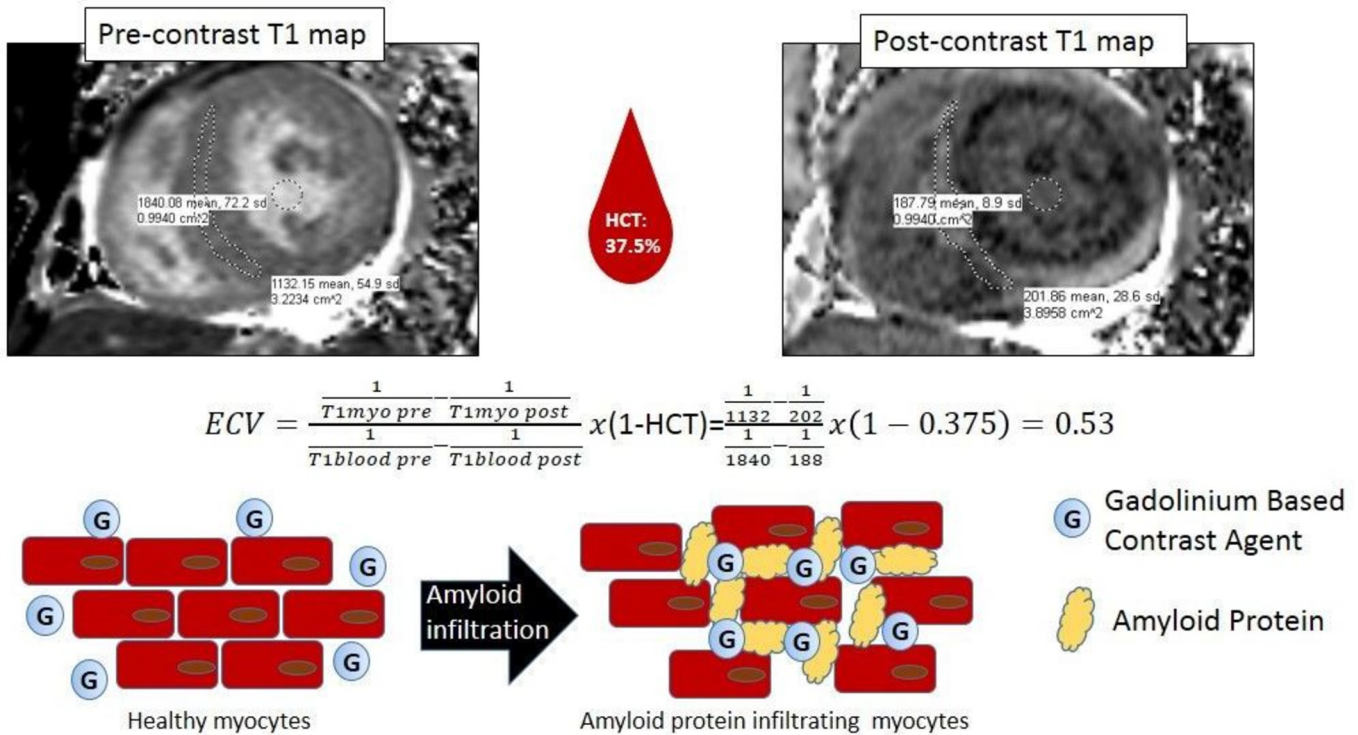 Pre-contrast T1 map
Post-contrast T1 map
1840.08 mean, 72.2 sd
0.9940 cm^2
1132.15 mean, 54.9 sd
3.2234 cm^2
HCT:
37.5%
187.79 mean, 8.9 sd
0.9940 cm^2
201.86 mean, 28.6 sd
3.8958 cm^2
ECV = (1/T1myo pre − 1/T1myo post)/(1/T1blood pre − 1/T1blood post) x(1-HCT)=(1/1132 − 1/202)/(1/1840 − 1/188) x(1 − 0.375) = 0.53
G G
G
G
G
G
Healthy myocytes
Amyloid
infiltration
G G G
G G G
Amyloid protein infiltrating myocytes
G Gadolinium Based
Contrast Agent
Amyloid Protein